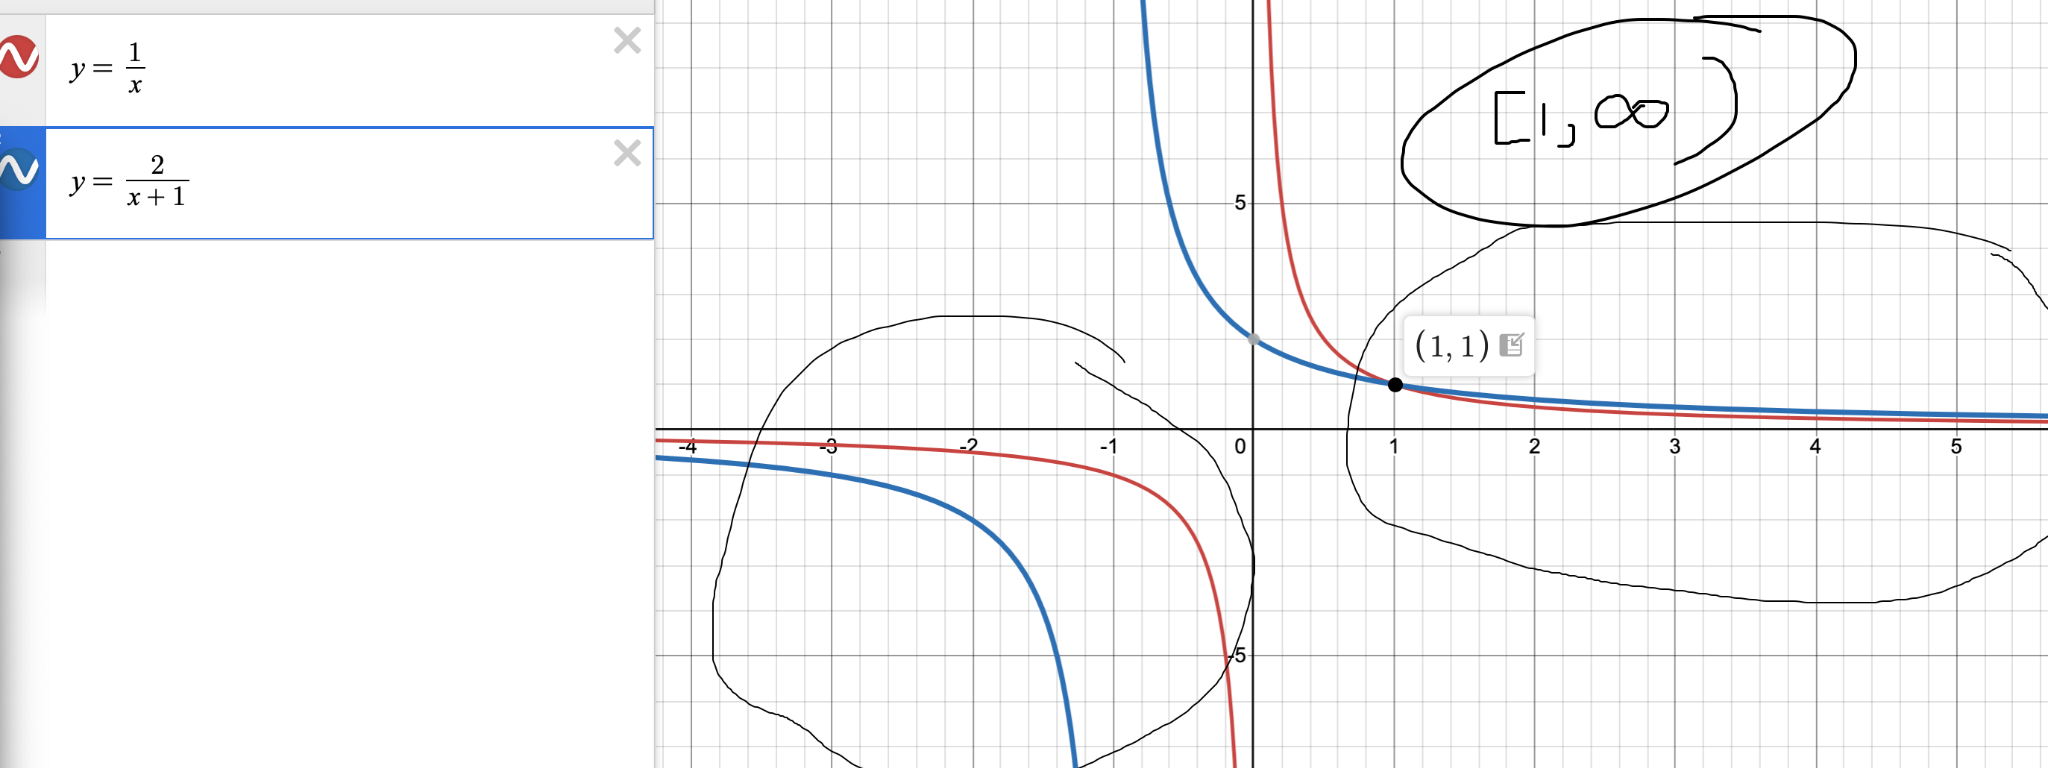 y = 1/x
y = 2/(x + 1)
[1, ∞)
5
(1, 1)
-4 -3 -2 -1 0 1 2 3 4 5
-5